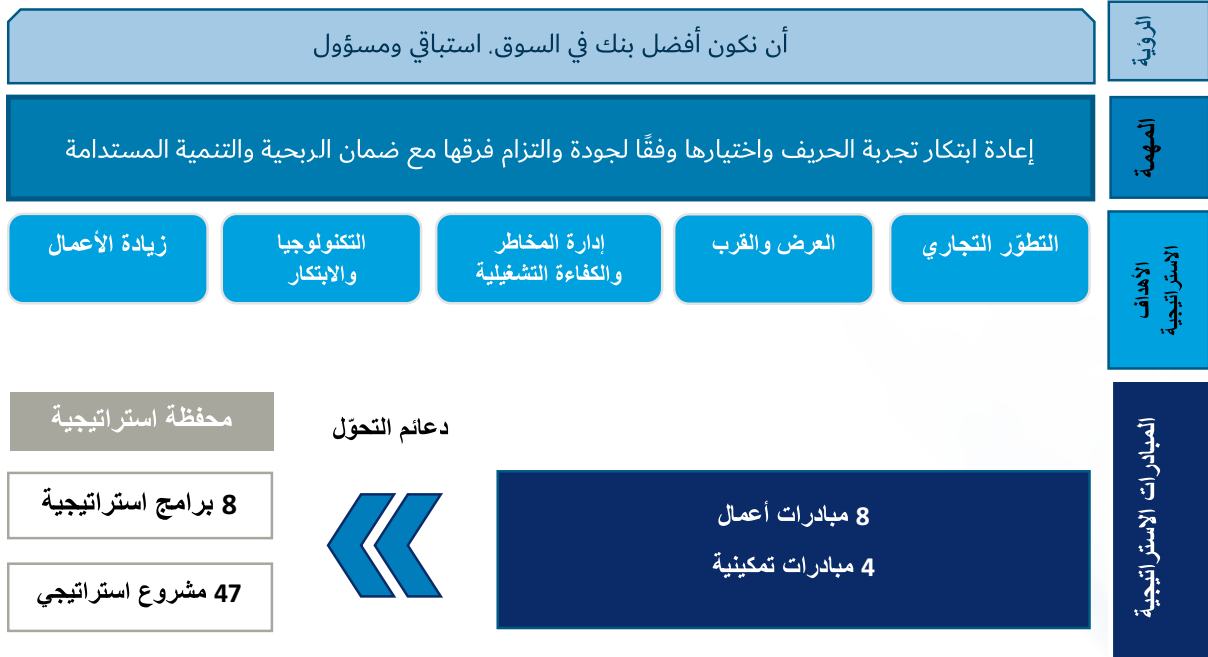 الرؤية
أن نكون أفضل بنك في السوق. استباقي ومسؤول
المهمة
إعادة ابتكار تجربة الحريف واختيارها وفقًا لجودة والتزام فرقها مع ضمان الربحية والتنمية المستدامة
الأهداف
الاستراتيجية
التطوّر التجاري
العرض والقرب
إدارة المخاطر
والكفاءة التشغيلية
التكنولوجيا
والابتكار
زيادة الأعمال
المبادرات الاستراتيجية
8 مبادرات أعمال
4 مبادرات تمكينية
دعائم التحوّل
محفظة استراتيجية
8 برامج استراتيجية
47 مشروع استراتيجي